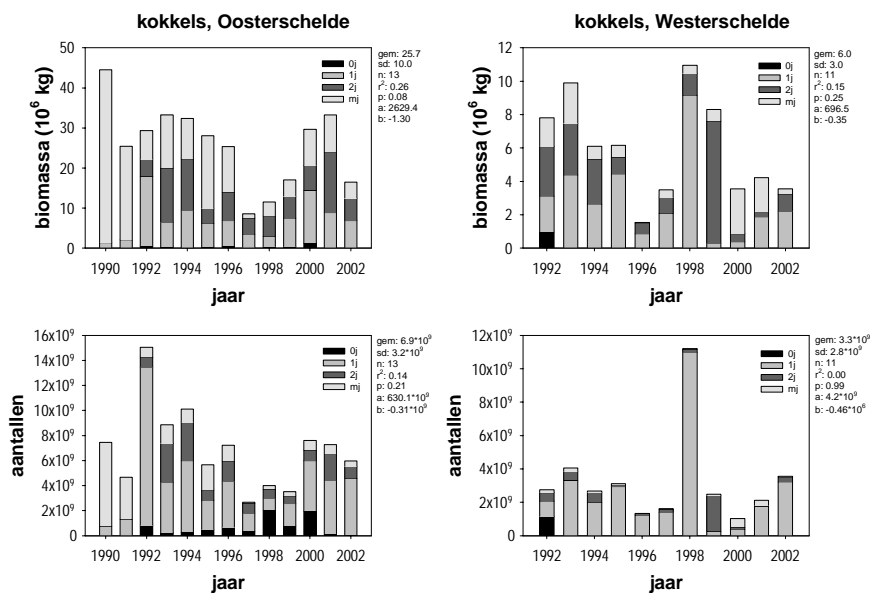 kokkels, Oosterschelde
biomassa (10⁶ kg)
50
40
30
20
10
0
0j
1j
2j
mj
gem: 25.7
sd: 10.0
n: 13
r²: 0.26
p: 0.08
a: 2629.4
b: -1.30
1990 1992 1994 1996 1998 2000 2002
jaar
kokkels, Westerschelde
biomassa (10⁶ kg)
12
10
8
6
4
2
0
0j
1j
2j
mj
gem: 6.0
sd: 3.0
n: 11
r²: 0.15
p: 0.25
a: 696.5
b: -0.35
1992 1994 1996 1998 2000 2002
jaar
aantallen
16x10⁹
14x10⁹
12x10⁹
10x10⁹
8x10⁹
6x10⁹
4x10⁹
2x10⁹
0
0j
1j
2j
mj
gem: 6.9*10⁹
sd: 3.2*10⁹
n: 13
r²: 0.14
p: 0.21
a: 630.1*10⁹
b: -0.31*10⁹
1990 1992 1994 1996 1998 2000 2002
jaar
aantallen
12x10⁹
10x10⁹
8x10⁹
6x10⁹
4x10⁹
2x10⁹
0
0j
1j
2j
mj
gem: 3.3*10⁹
sd: 2.8*10⁹
n: 11
r²: 0.00
p: 0.99
a: 4.2*10⁹
b: -0.46*10⁶
1992 1994 1996 1998 2000 2002
jaar